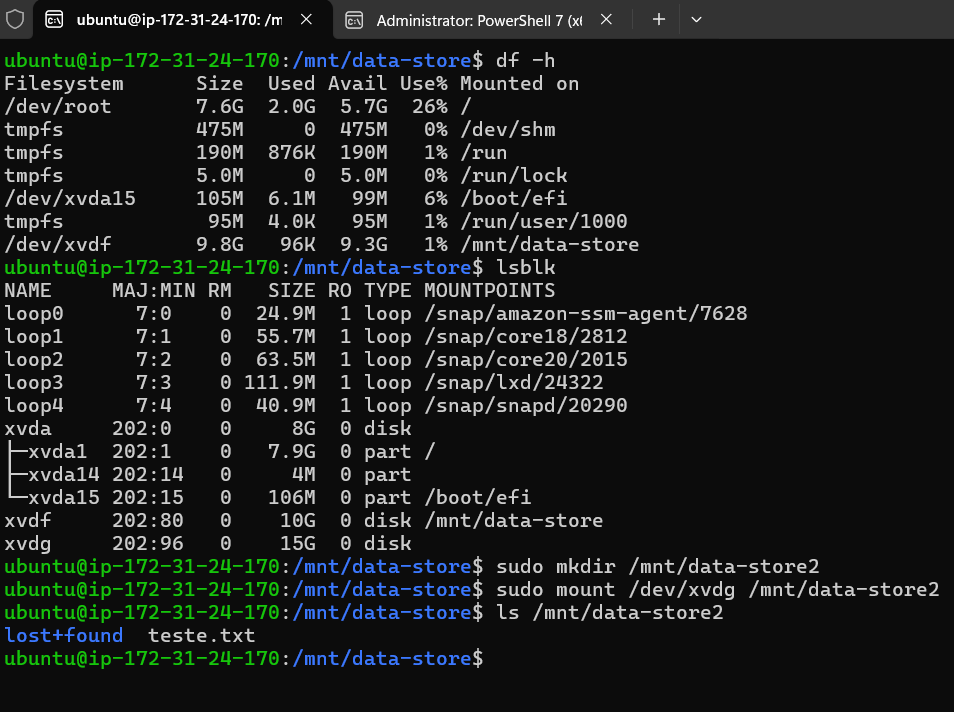 ubuntu@ip-172-31-24-170: /m
Administrator: PowerShell 7 (x
ubuntu@ip-172-31-24-170:/mnt/data-store$ df -h
Filesystem      Size  Used Avail Use% Mounted on
/dev/root       7.6G  2.0G  5.7G  26% /
tmpfs           475M     0  475M   0% /dev/shm
tmpfs           190M  876K  190M   1% /run
tmpfs           5.0M     0  5.0M   0% /run/lock
/dev/xvda15     105M  6.1M   99M   6% /boot/efi
tmpfs            95M  4.0K   95M   1% /run/user/1000
/dev/xvdf       9.8G   96K  9.3G   1% /mnt/data-store
ubuntu@ip-172-31-24-170:/mnt/data-store$ lsblk
NAME     MAJ:MIN RM   SIZE RO TYPE MOUNTPOINTS
loop0      7:0    0  24.9M  1 loop /snap/amazon-ssm-agent/7628
loop1      7:1    0  55.7M  1 loop /snap/core18/2812
loop2      7:2    0  63.5M  1 loop /snap/core20/2015
loop3      7:3    0 111.9M  1 loop /snap/lxd/24322
loop4      7:4    0  40.9M  1 loop /snap/snapd/20290
xvda     202:0    0     8G  0 disk
├─xvda1  202:1    0   7.9G  0 part /
├─xvda14 202:14   0     4M  0 part
└─xvda15 202:15   0   106M  0 part /boot/efi
xvdf     202:80   0    10G  0 disk /mnt/data-store
xvdg     202:96   0    15G  0 disk
ubuntu@ip-172-31-24-170:/mnt/data-store$ sudo mkdir /mnt/data-store2
ubuntu@ip-172-31-24-170:/mnt/data-store$ sudo mount /dev/xvdg /mnt/data-store2
ubuntu@ip-172-31-24-170:/mnt/data-store$ ls /mnt/data-store2
lost+found  teste.txt
ubuntu@ip-172-31-24-170:/mnt/data-store$